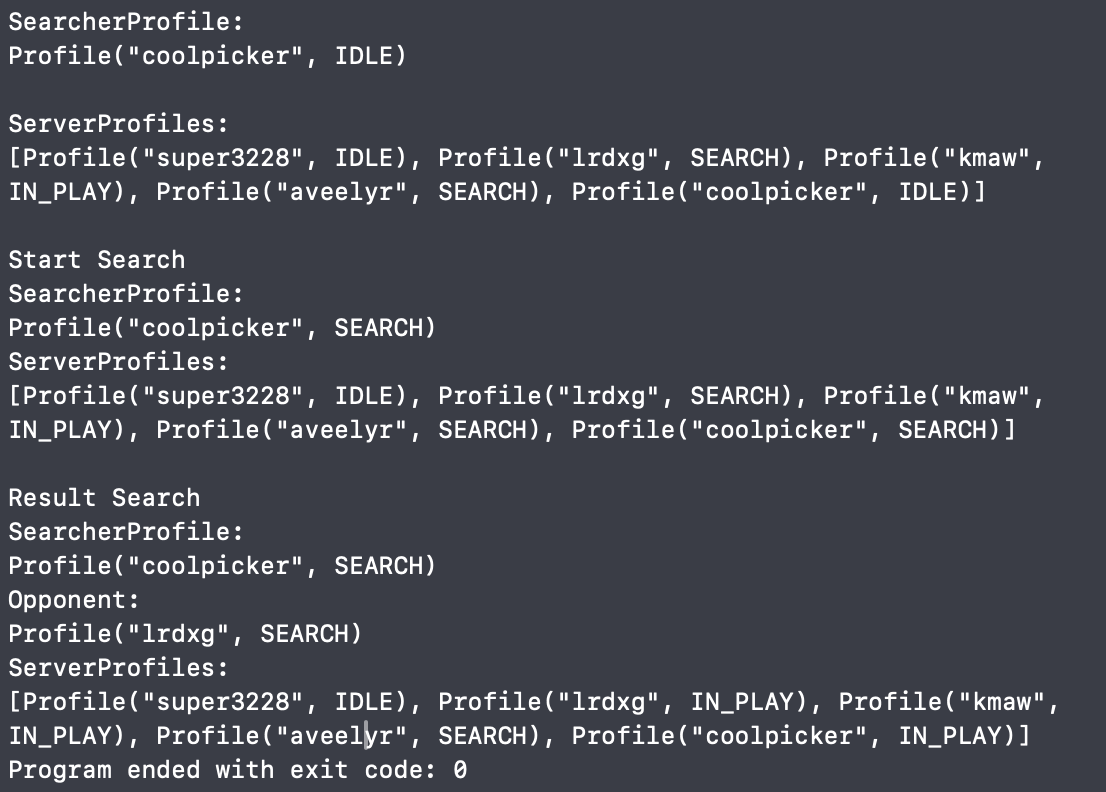 SearcherProfile:
Profile("coolpicker", IDLE)
ServerProfiles:
[Profile("super3228", IDLE), Profile("lrdxg", SEARCH), Profile("kmaw",
IN_PLAY), Profile("aveelyr", SEARCH), Profile("coolpicker", IDLE)]
Start Search
SearcherProfile:
Profile("coolpicker", SEARCH)
ServerProfiles:
[Profile("super3228", IDLE), Profile("lrdxg", SEARCH), Profile("kmaw",
IN_PLAY), Profile("aveelyr", SEARCH), Profile("coolpicker", SEARCH)]
Result Search
SearcherProfile:
Profile("coolpicker", SEARCH)
Opponent:
Profile("lrdxg", SEARCH)
ServerProfiles:
[Profile("super3228", IDLE), Profile("lrdxg", IN_PLAY), Profile("kmaw",
IN_PLAY), Profile("aveelyr", SEARCH), Profile("coolpicker", IN_PLAY)]
Program ended with exit code: 0